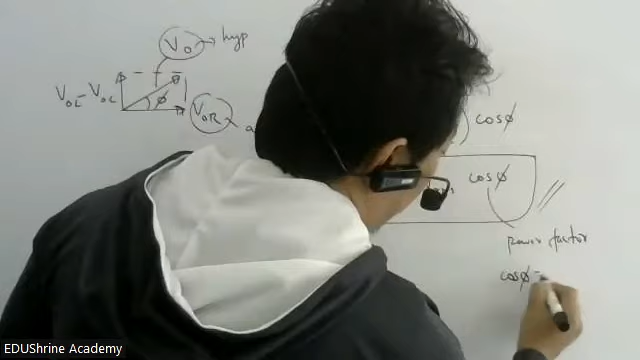 V₀ → hyp
V₀L - V₀C
ϕ
V₀R
) cosϕ
cosϕ
power factor
cosϕ =
EDUShrine Academy